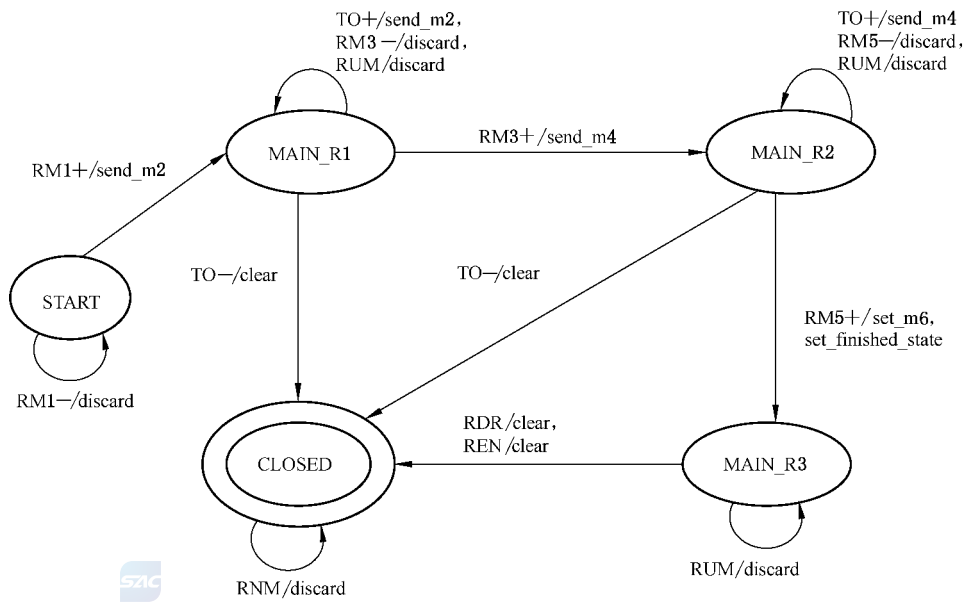 TO+/send_m2,
RM3−/discard,
RUM/discard
TO+/send_m4
RM5−/discard,
RUM/discard
MAIN_R1
RM3+/send_m4
MAIN_R2
RM1+/send_m2
START
TO−/clear
TO−/clear
RM5+/set_m6,
set_finished_state
RM1−/discard
RDR/clear,
REN/clear
CLOSED
MAIN_R3
RNM/discard
RUM/discard
SAC